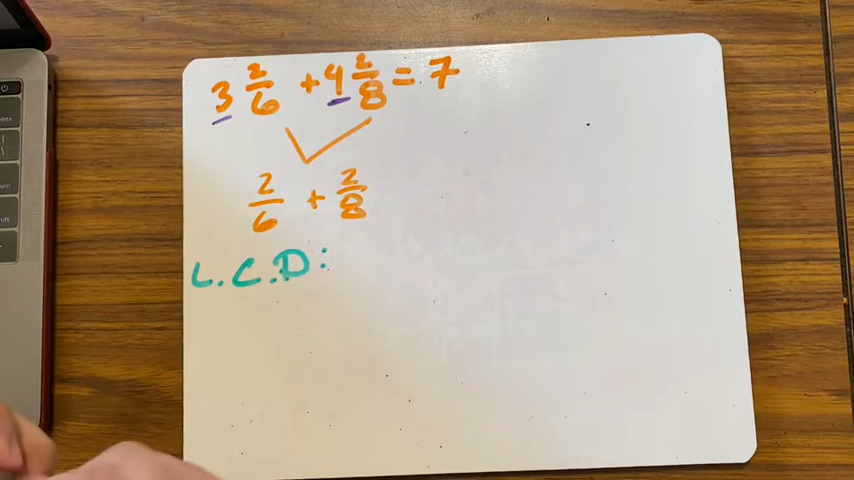 3 2/6 + 4 2/8 = 7
2/6 + 2/8
L.C.D: